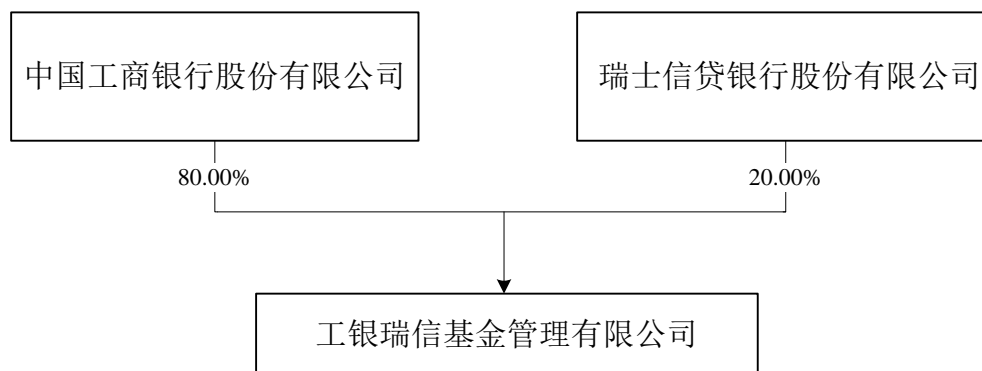 中国工商银行股份有限公司
瑞士信贷银行股份有限公司
80.00%
20.00%
工银瑞信基金管理有限公司